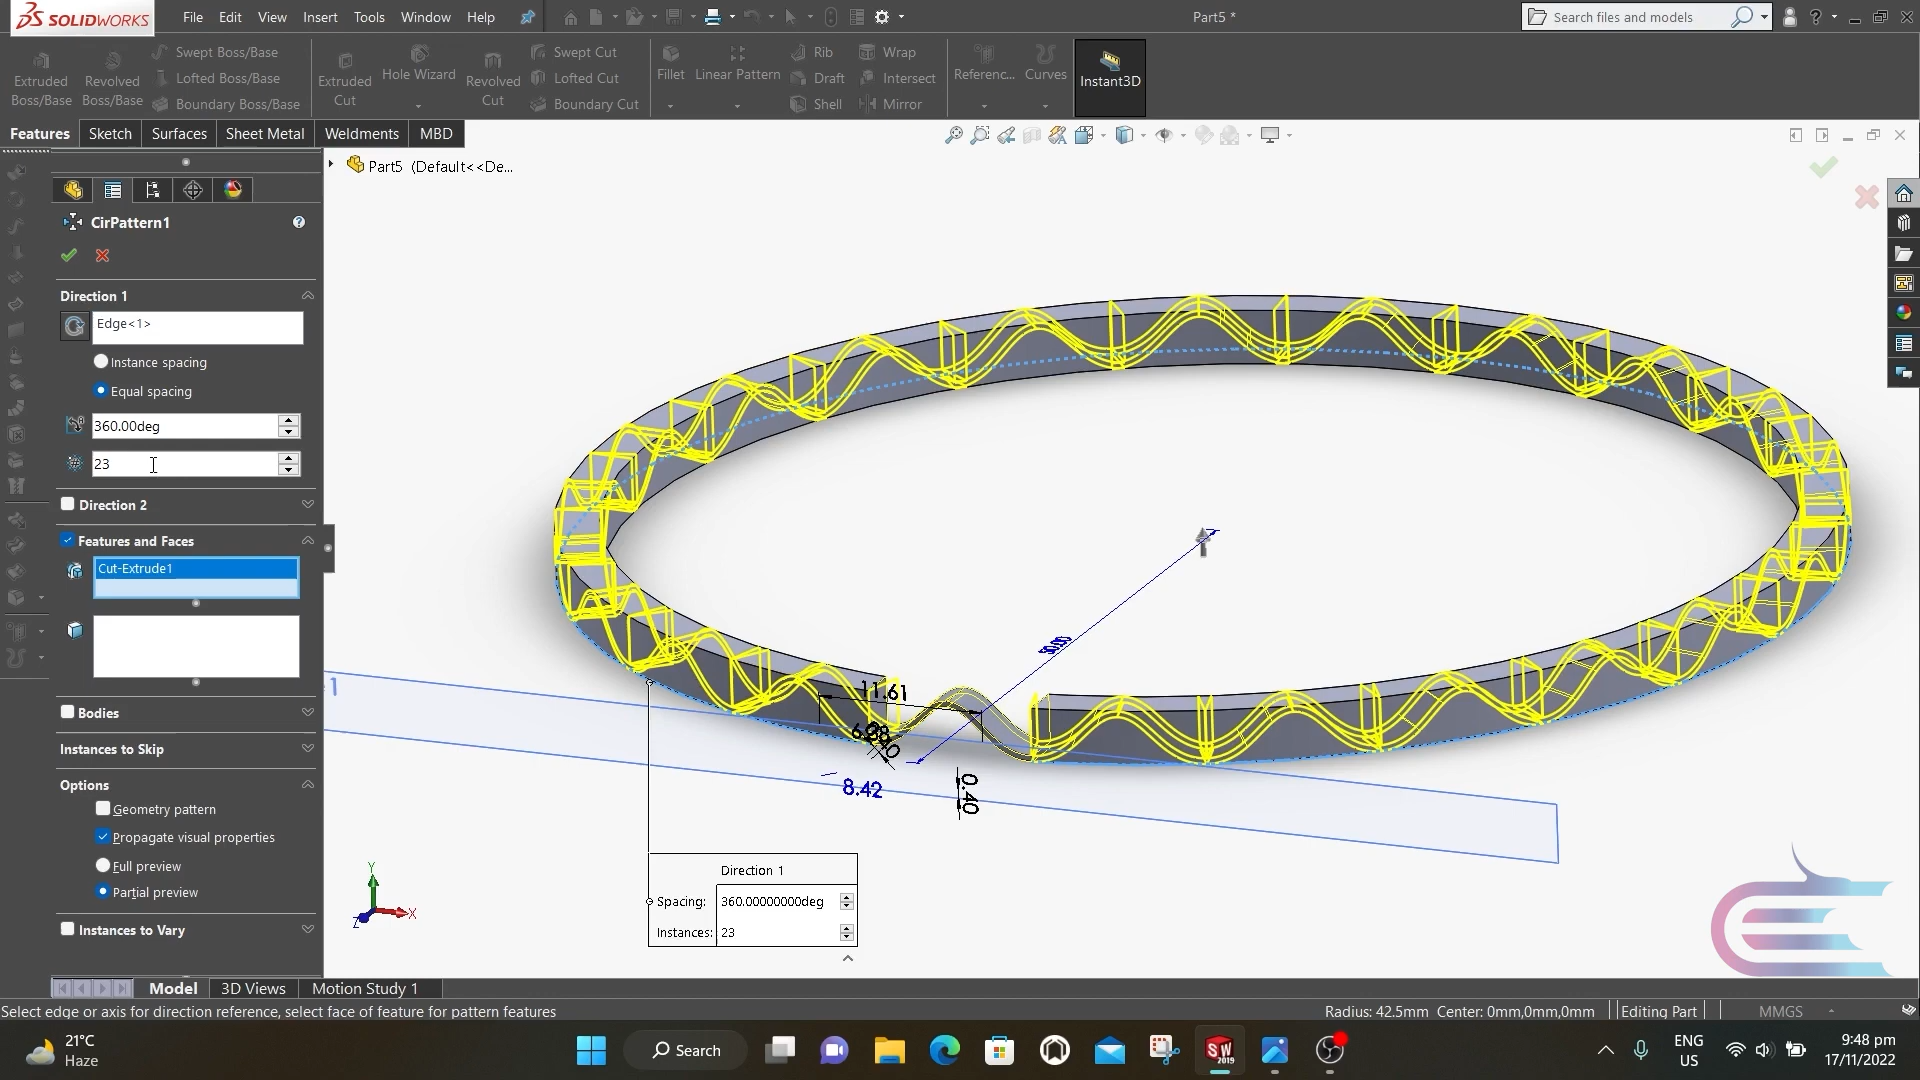 SOLIDWORKS File Edit View Insert Tools Window Help Part5 * Search files and models
Extruded Boss/Base
Revolved Boss/Base
Swept Boss/Base
Lofted Boss/Base
Boundary Boss/Base
Extruded Cut
Hole Wizard
Revolved Cut
Swept Cut
Lofted Cut
Boundary Cut
Fillet
Linear Pattern
Rib
Draft
Shell
Wrap
Intersect
Mirror
Referenc...
Curves
Instant3D
Features Sketch Surfaces Sheet Metal Weldments MBD
Part5 (Default<<De...
CirPattern1
Direction 1
Edge<1>
Instance spacing
Equal spacing
360.00deg
23
Direction 2
Features and Faces
Cut-Extrude1
Bodies
Instances to Skip
Options
Geometry pattern
Propagate visual properties
Full preview
Partial preview
Instances to Vary
50.00
11.61
8.42
0.40
Y
X
Z
Direction 1
Spacing: 360.00000000deg
Instances: 23
Model 3D Views Motion Study 1
Select edge or axis for direction reference, select face of feature for pattern features
Radius: 42.5mm Center: 0mm,0mm,0mm Editing Part MMGS
21°C
Haze
Search
SW
2019
ENG
US
9:48 pm
17/11/2022